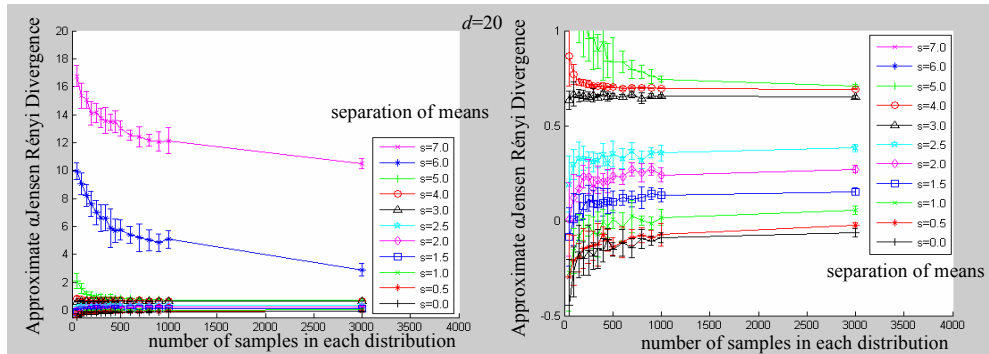 d=20
Approximate αJensen Rényi Divergence
20
18
16
14
12
10
8
6
4
2
0
0
500
1000
1500
2000
2500
3000
3500
4000
number of samples in each distribution
separation of means
s=7.0
s=6.0
s=5.0
s=4.0
s=3.0
s=2.5
s=2.0
s=1.5
s=1.0
s=0.5
s=0.0
Approximate αJensen Rényi Divergence
1
0.5
0
-0.5
0
500
1000
1500
2000
2500
3000
3500
4000
number of samples in each distribution
s=7.0
s=6.0
s=5.0
s=4.0
s=3.0
s=2.5
s=2.0
s=1.5
s=1.0
s=0.5
s=0.0
separation of means